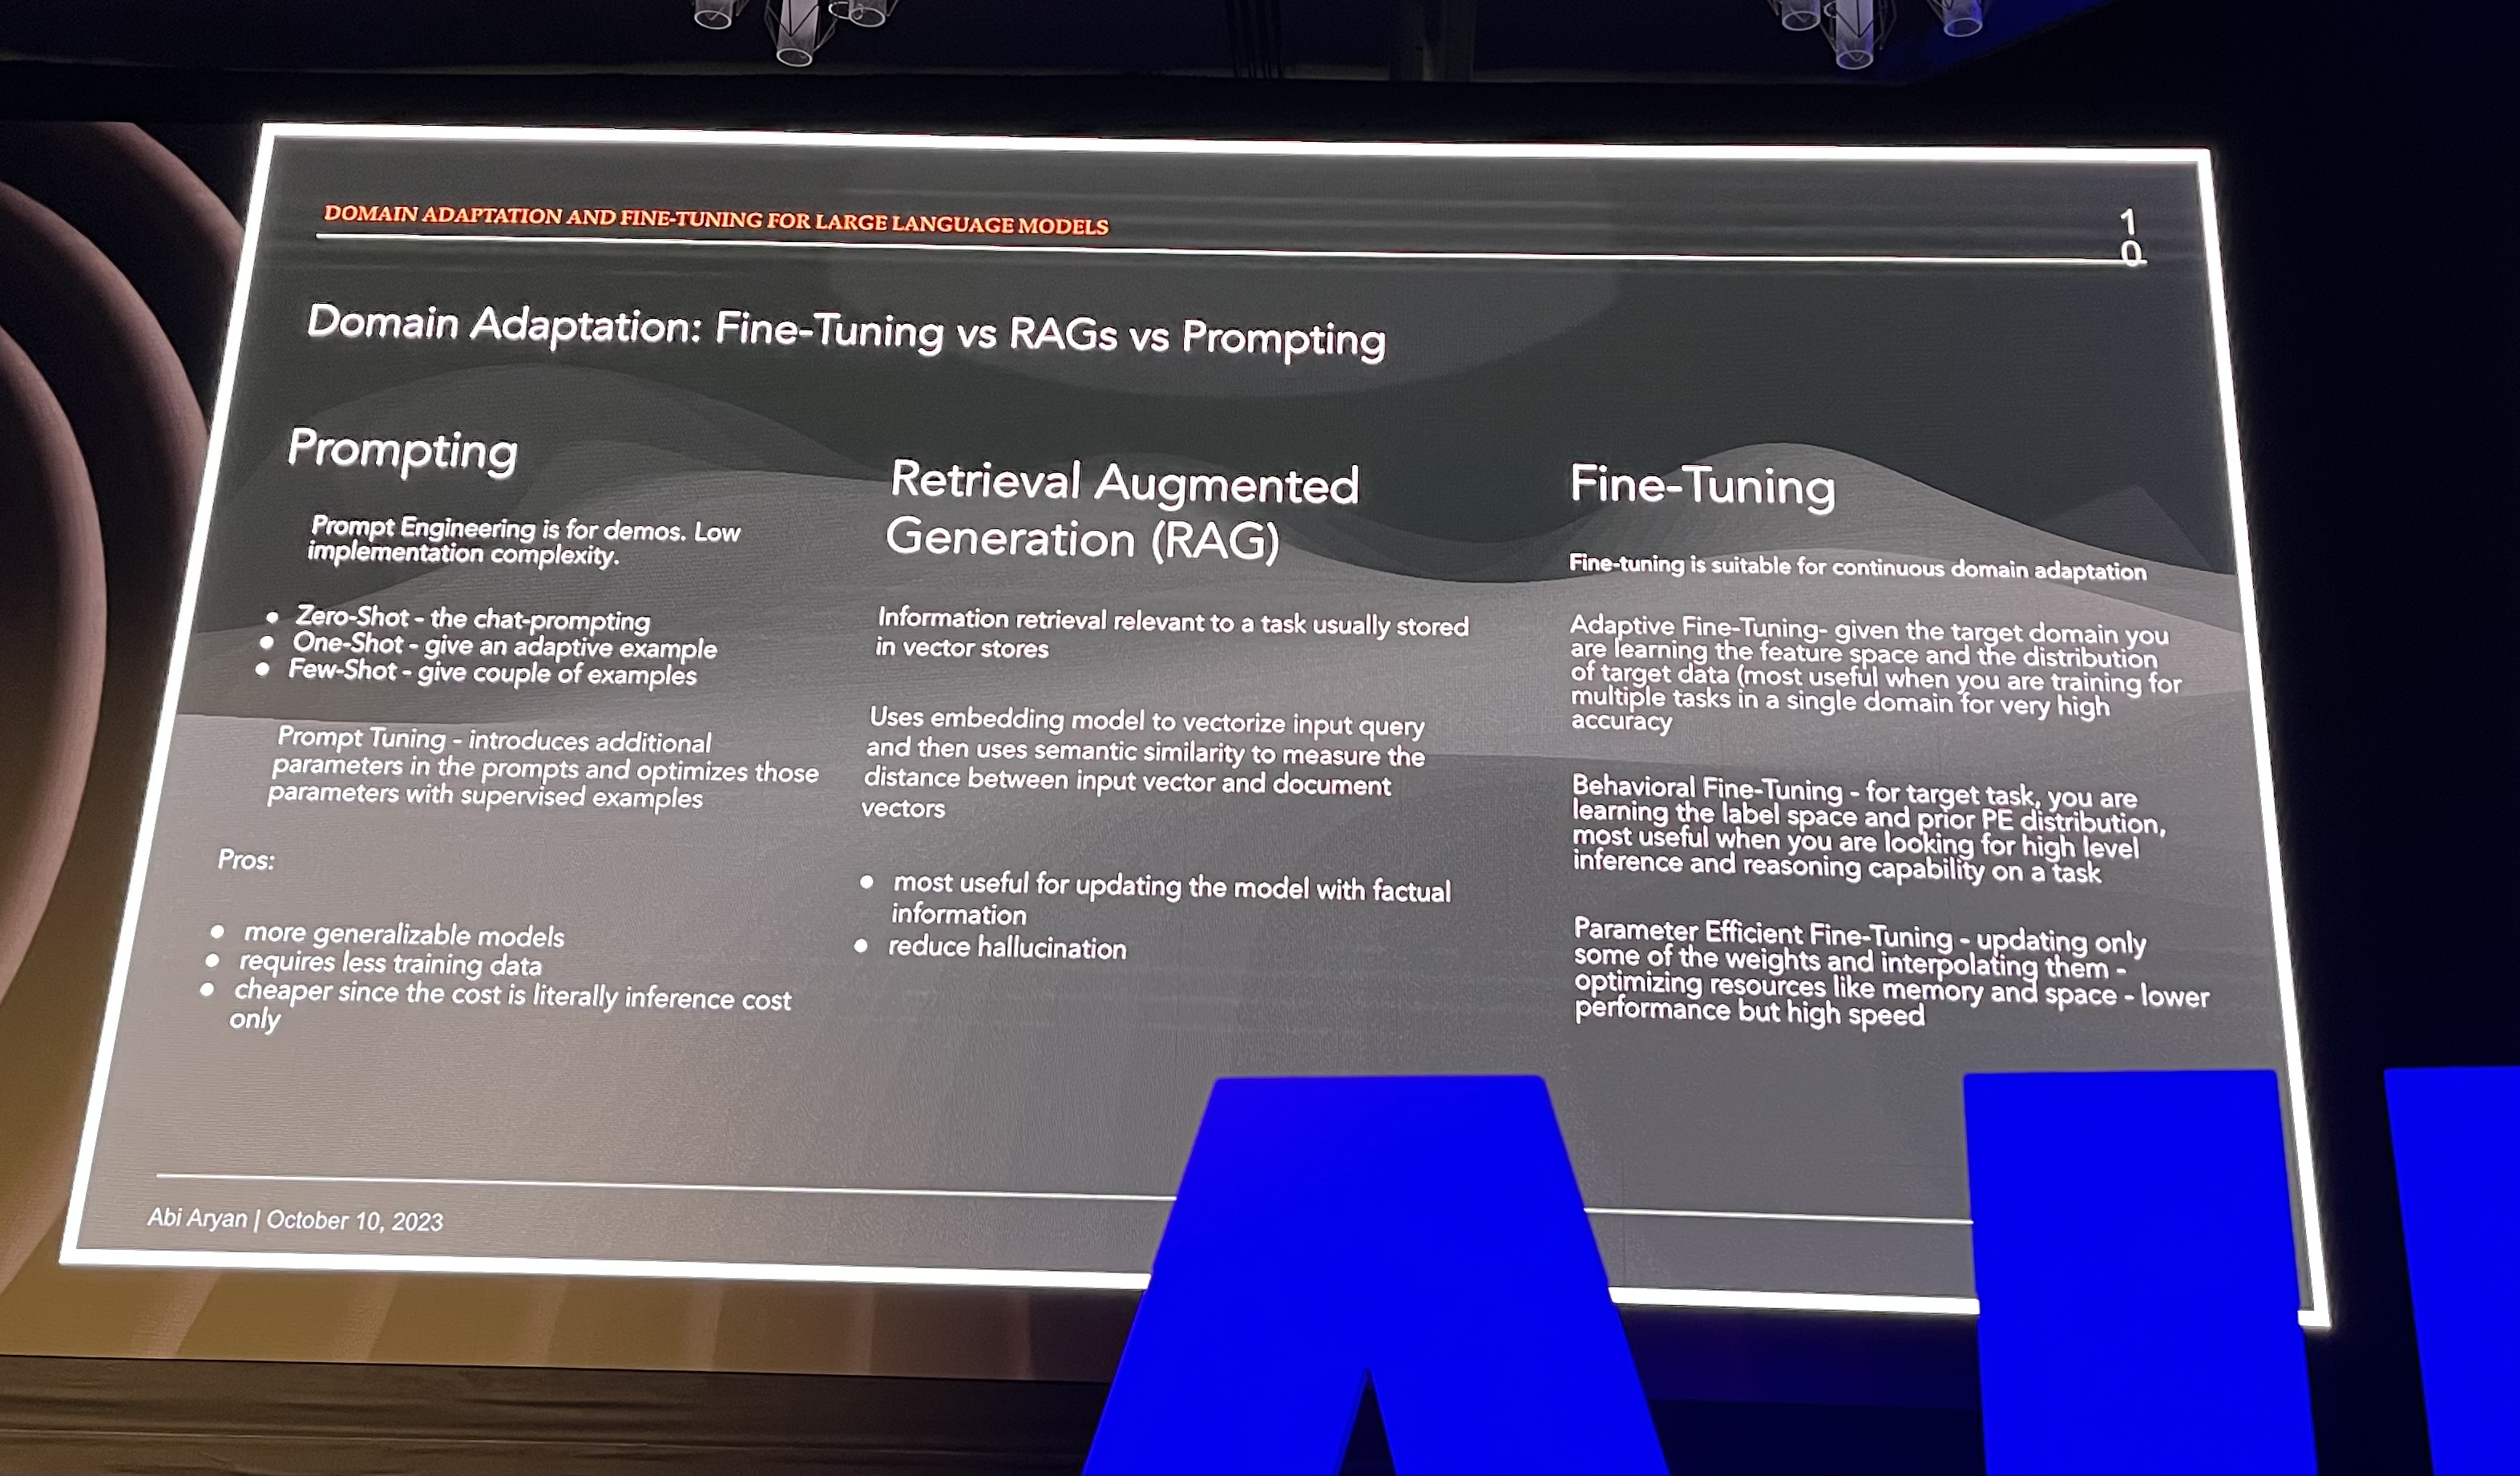 DOMAIN ADAPTATION AND FINE-TUNING FOR LARGE LANGUAGE MODELS
1
0
Domain Adaptation: Fine-Tuning vs RAGs vs Prompting
Prompting
Prompt Engineering is for demos. Low
implementation complexity.
● Zero-Shot - the chat-prompting
● One-Shot - give an adaptive example
● Few-Shot - give couple of examples
Prompt Tuning - introduces additional
parameters in the prompts and optimizes those
parameters with supervised examples
Pros:
● more generalizable models
● requires less training data
● cheaper since the cost is literally inference cost
only
Retrieval Augmented
Generation (RAG)
Information retrieval relevant to a task usually stored
in vector stores
Uses embedding model to vectorize input query
and then uses semantic similarity to measure the
distance between input vector and document
vectors
● most useful for updating the model with factual
information
● reduce hallucination
Fine-Tuning
Fine-tuning is suitable for continuous domain adaptation
Adaptive Fine-Tuning- given the target domain you
are learning the feature space and the distribution
of target data (most useful when you are training for
multiple tasks in a single domain for very high
accuracy
Behavioral Fine-Tuning - for target task, you are
learning the label space and prior PE distribution,
most useful when you are looking for high level
inference and reasoning capability on a task
Parameter Efficient Fine-Tuning - updating only
some of the weights and interpolating them -
optimizing resources like memory and space - lower
performance but high speed
Abi Aryan | October 10, 2023